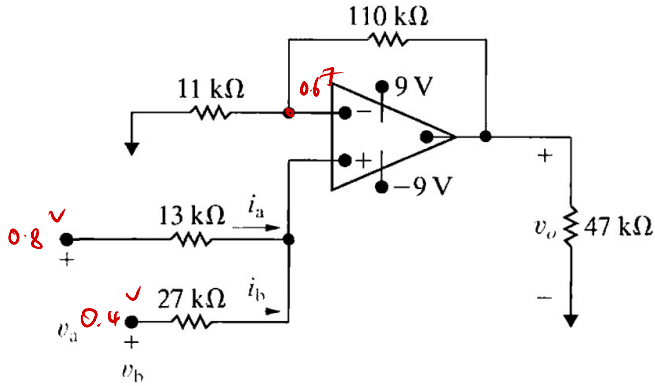 110 kΩ
11 kΩ
0.67
9 V
−
+
−9 V
13 kΩ
i_a
0.8 V
+
+
v_o
47 kΩ
−
27 kΩ
i_b
v_a
0.4 V
+
v_b